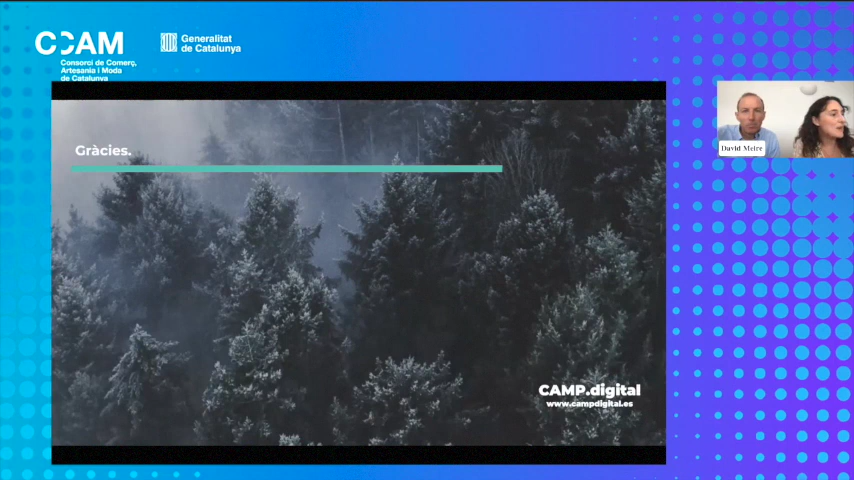 CCAM
Consorci de Comerç,
Artesania i Moda
de Catalunya
Generalitat
de Catalunya
Gràcies.
David Meire
CAMP.digital
www.campdigital.es